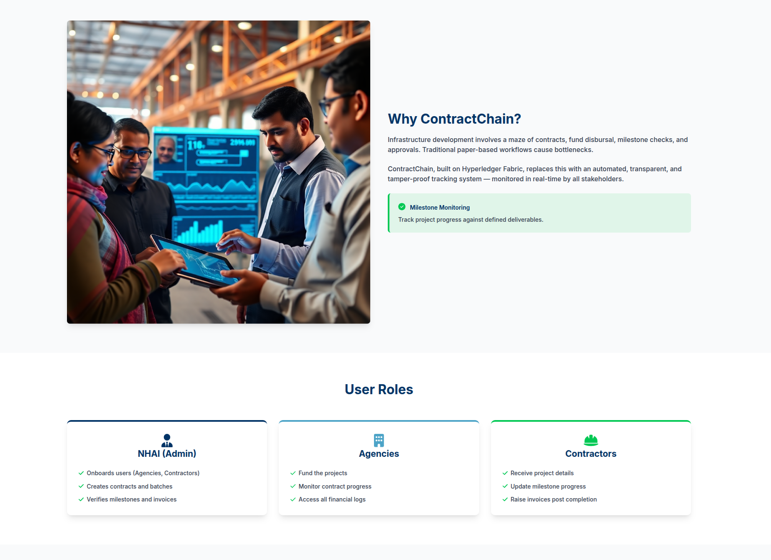 Why ContractChain?
Infrastructure development involves a maze of contracts, fund disbursal, milestone checks, and
approvals. Traditional paper-based workflows cause bottlenecks.
ContractChain, built on Hyperledger Fabric, replaces this with an automated, transparent, and
tamper-proof tracking system — monitored in real-time by all stakeholders.
Milestone Monitoring
Track project progress against defined deliverables.
User Roles
NHAI (Admin)
Onboards users (Agencies, Contractors)
Creates contracts and batches
Verifies milestones and invoices
Agencies
Fund the projects
Monitor contract progress
Access all financial logs
Contractors
Receive project details
Update milestone progress
Raise invoices post completion